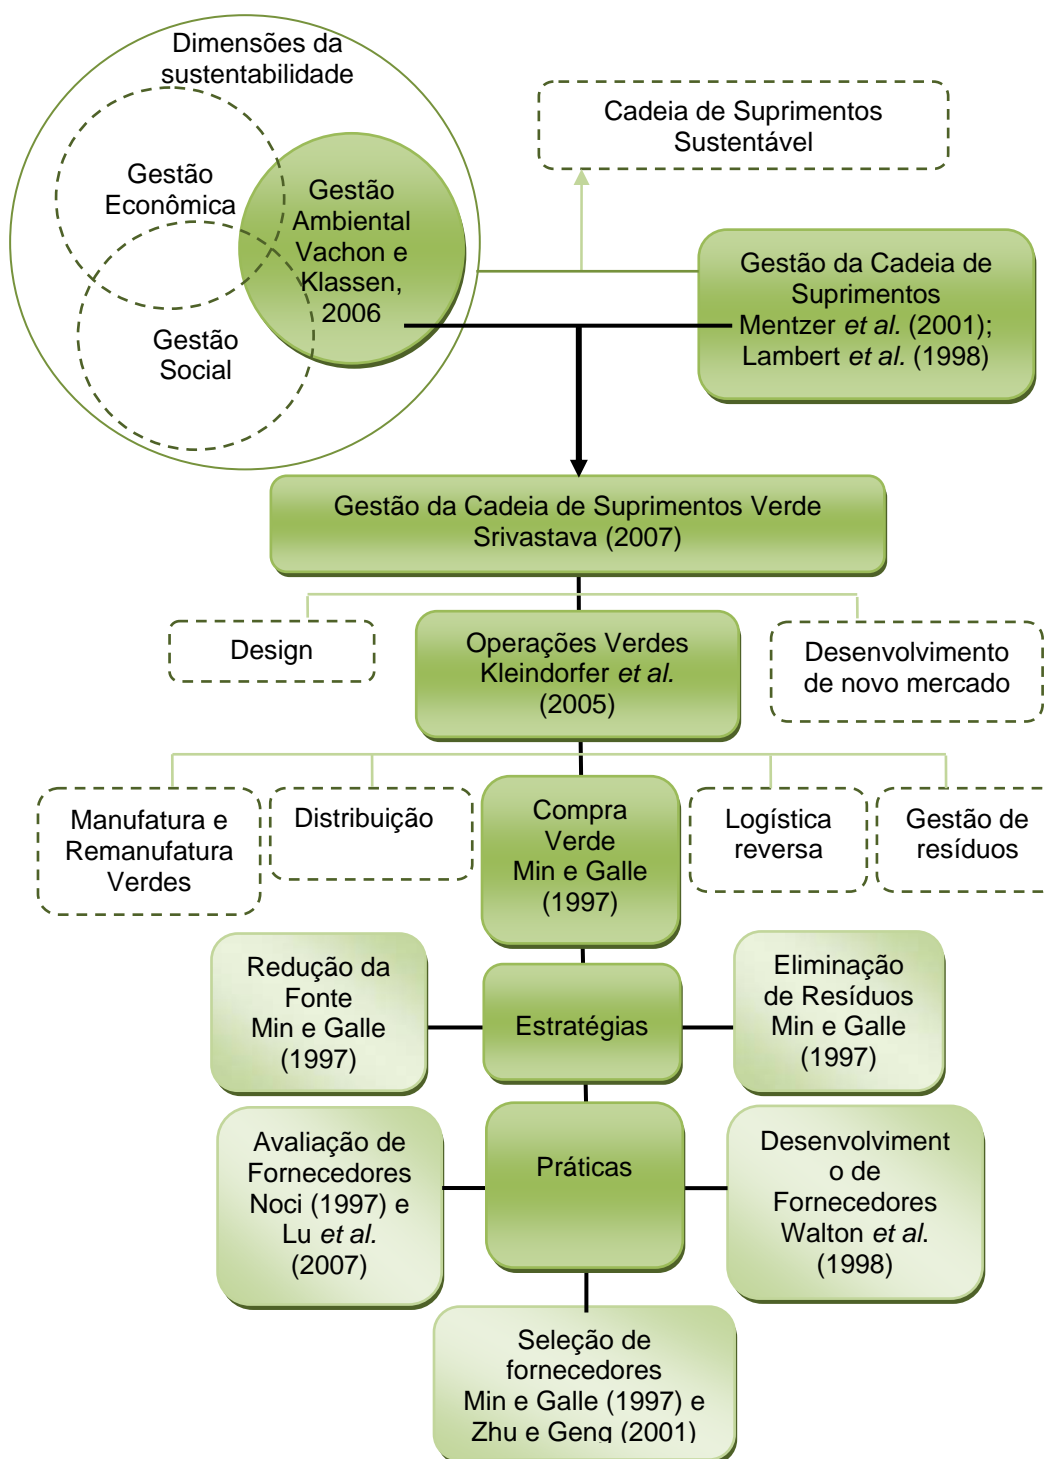 Dimensões da
sustentabilidade
Cadeia de Suprimentos
Sustentável
Gestão
Econômica
Gestão
Ambiental
Vachon e
Klassen,
2006
Gestão
Social
Gestão da Cadeia de
Suprimentos
Mentzer et al. (2001);
Lambert et al. (1998)
Gestão da Cadeia de Suprimentos Verde
Srivastava (2007)
Design
Operações Verdes
Kleindorfer et al.
(2005)
Desenvolvimento
de novo mercado
Manufatura e
Remanufatura
Verdes
Distribuição
Compra
Verde
Min e Galle
(1997)
Logística
reversa
Gestão de
resíduos
Redução da
Fonte
Min e Galle
(1997)
Estratégias
Eliminação
de Resíduos
Min e Galle
(1997)
Avaliação de
Fornecedores
Noci (1997) e
Lu et al.
(2007)
Práticas
Desenvolviment
o de
Fornecedores
Walton et al.
(1998)
Seleção de
fornecedores
Min e Galle (1997) e
Zhu e Geng (2001)